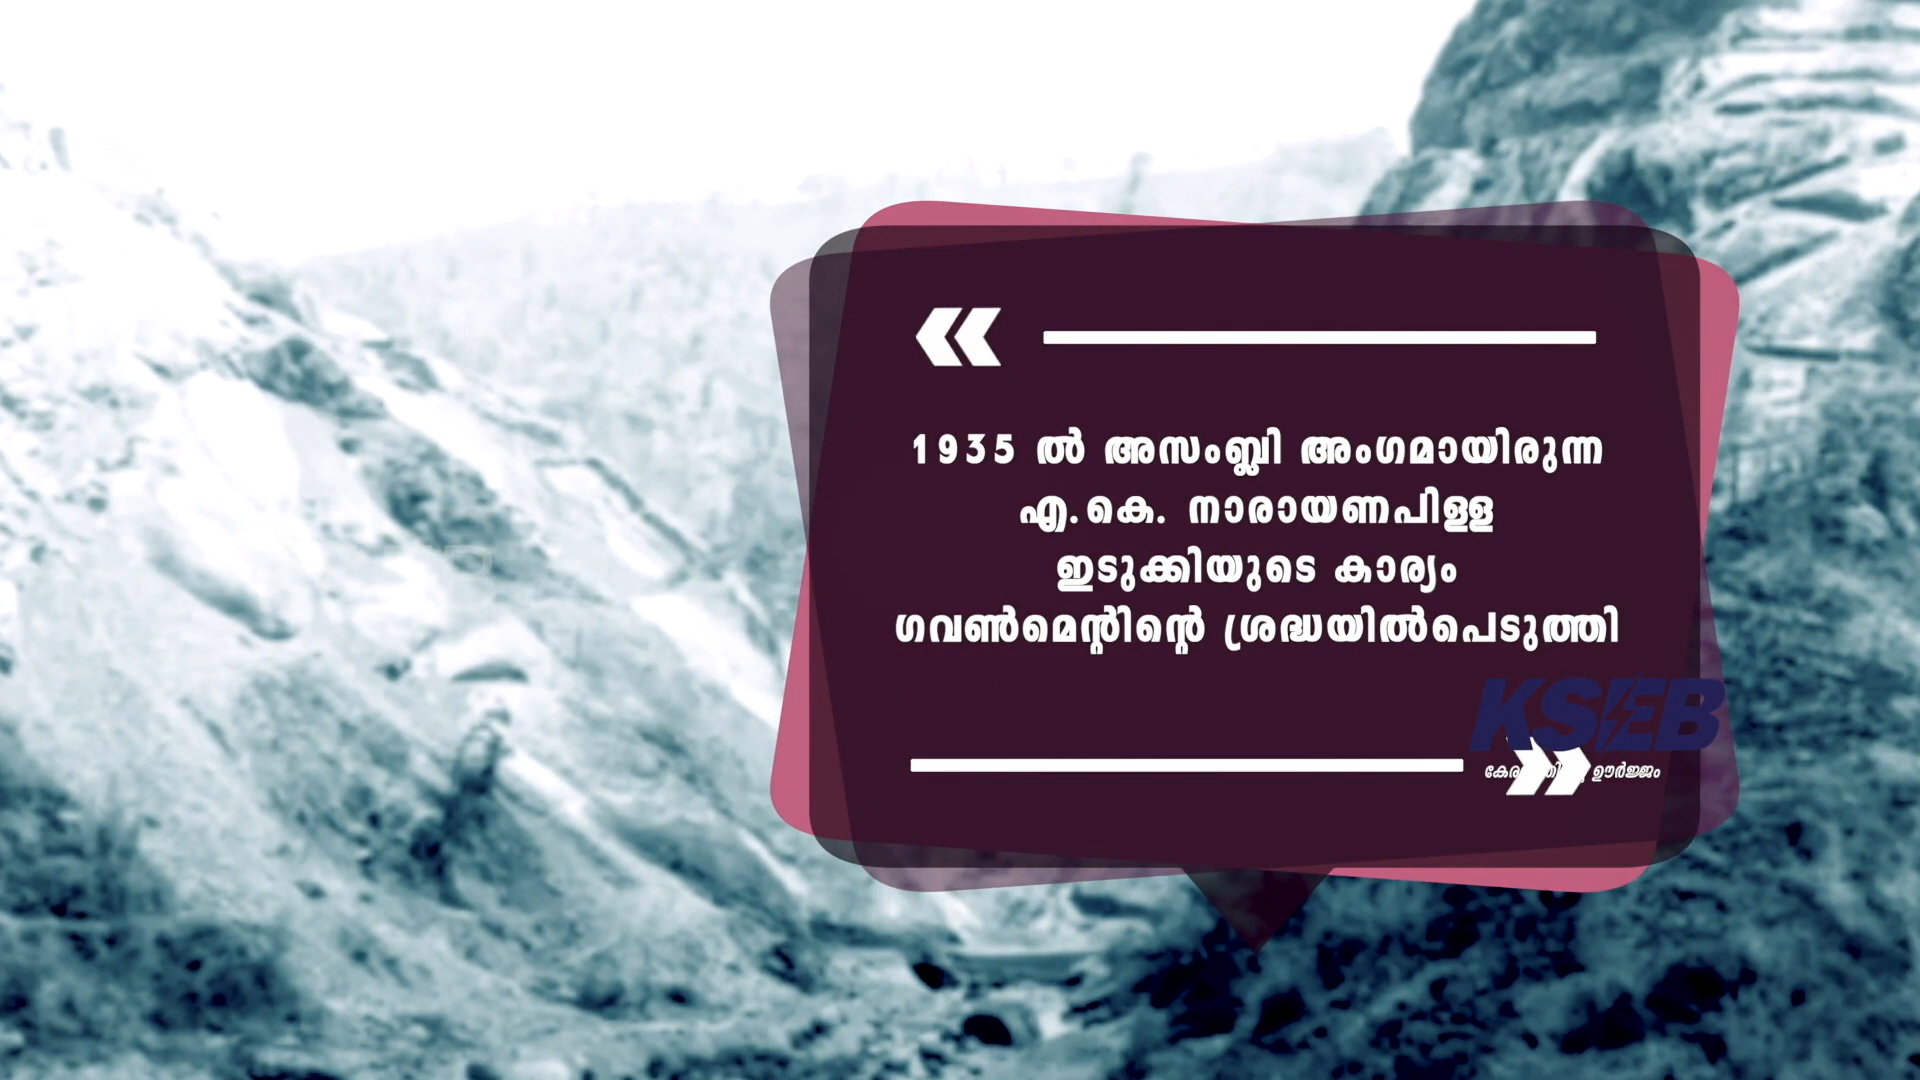 1935 ൽ അസംബ്ലി അംഗമായിരുന്ന
എ.കെ. നാരായണപിള്ള
ഇടുക്കിയുടെ കാര്യം
ഗവൺമെന്റിന്റെ ശ്രദ്ധയിൽപെടുത്തി
KSEB
ഊർജ്ജം